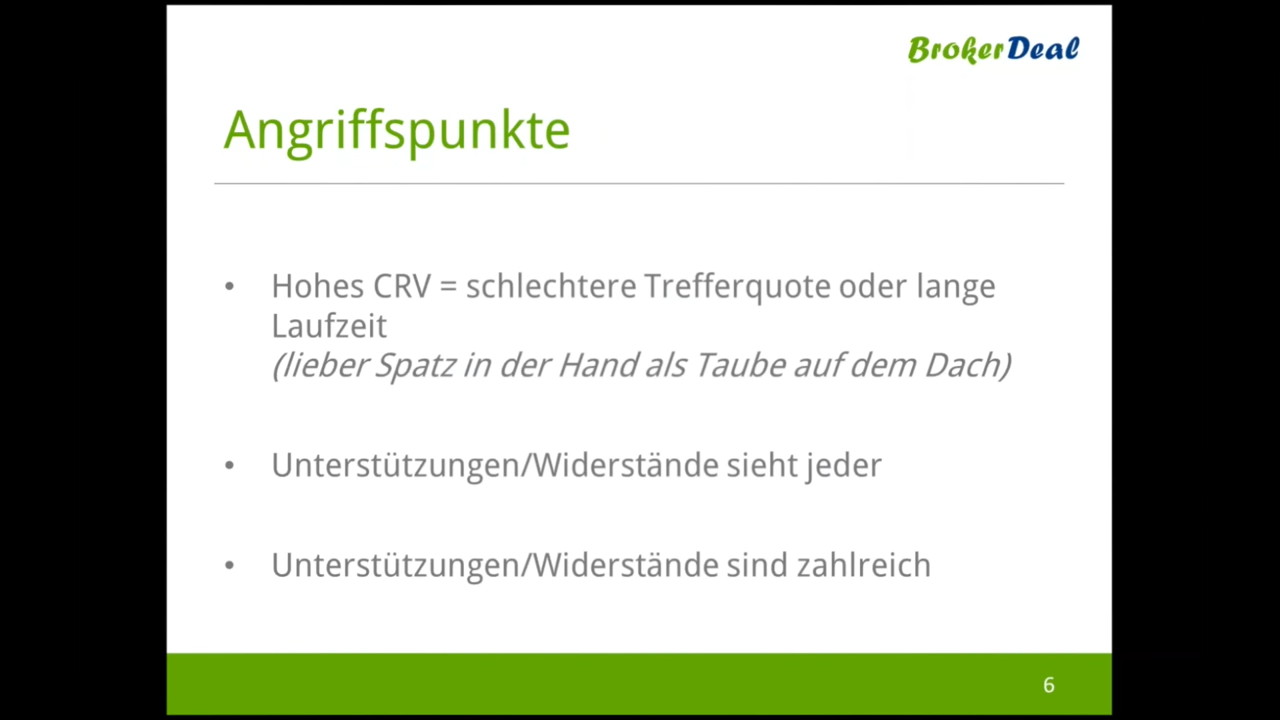 BrokerDeal
Angriffspunkte
• Hohes CRV = schlechtere Trefferquote oder lange
Laufzeit
(lieber Spatz in der Hand als Taube auf dem Dach)
• Unterstützungen/Widerstände sieht jeder
• Unterstützungen/Widerstände sind zahlreich
6